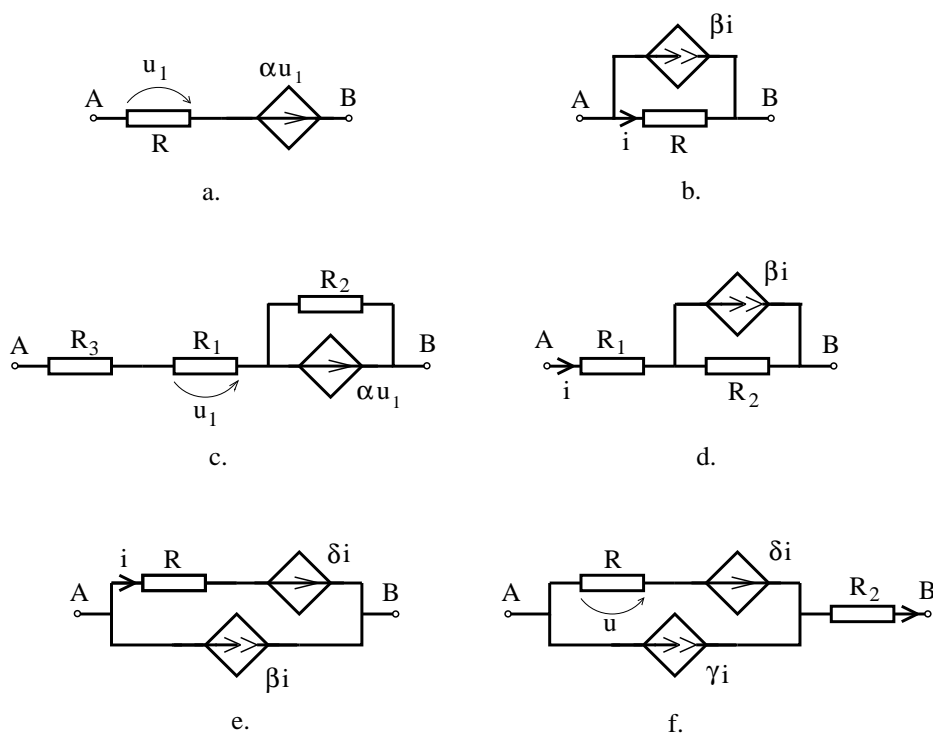 u₁ αu₁
A B
R
a.
βi
A B
i R
b.
R₂
A R₃ R₁ B
u₁ αu₁
c.
βi
A R₁ B
i R₂
d.
i R δi
A B
βi
e.
R δi
A R₂ B
u
γi
f.